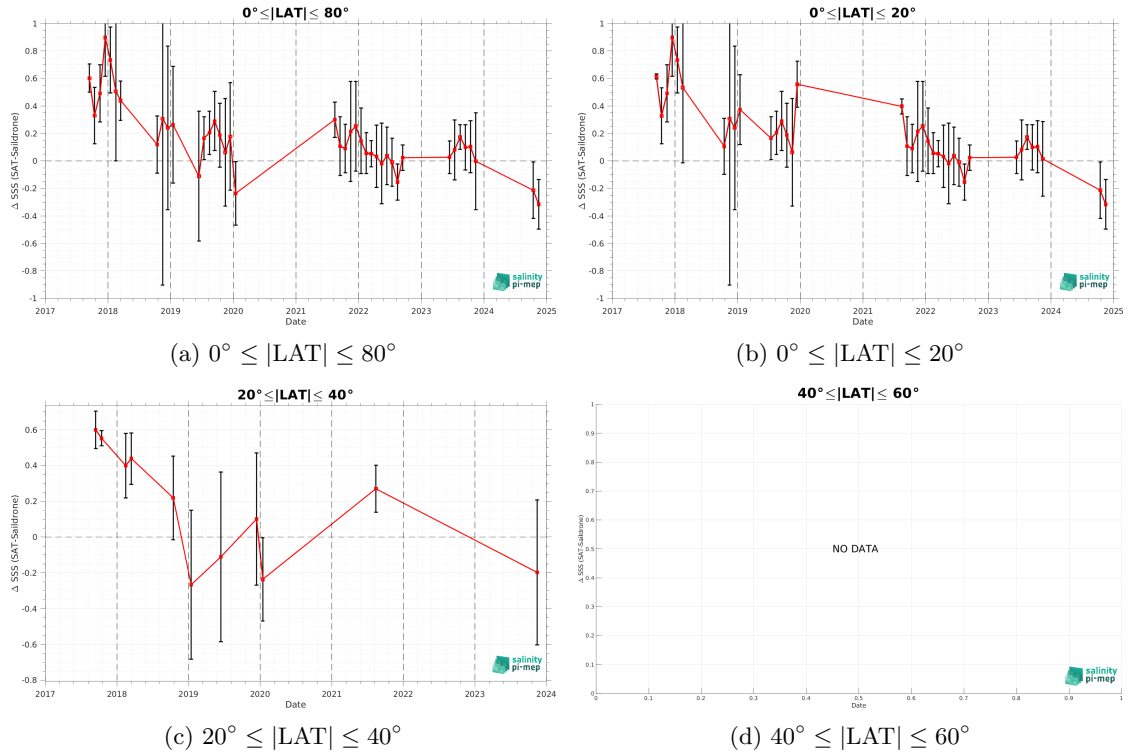 0°≤|LAT|≤ 80°
Δ SSS (SAT-Saildrone)
1
0.8
0.6
0.4
0.2
0
-0.2
-0.4
-0.6
-0.8
-1
2017 2018 2019 2020 2021 2022 2023 2024 2025
Date
salinity
pi-mep
(a) 0° ≤ |LAT| ≤ 80°
0°≤|LAT|≤ 20°
Δ SSS (SAT-Saildrone)
1
0.8
0.6
0.4
0.2
0
-0.2
-0.4
-0.6
-0.8
-1
2017 2018 2019 2020 2021 2022 2023 2024 2025
Date
salinity
pi-mep
(b) 0° ≤ |LAT| ≤ 20°
20°≤|LAT|≤ 40°
Δ SSS (SAT-Saildrone)
0.6
0.4
0.2
0
-0.2
-0.4
-0.6
-0.8
2017 2018 2019 2020 2021 2022 2023 2024
Date
salinity
pi-mep
(c) 20° ≤ |LAT| ≤ 40°
40°≤|LAT|≤ 60°
Δ SSS (SAT-Saildrone)
1
0.9
0.8
0.7
0.6
0.5
0.4
0.3
0.2
0.1
0
NO DATA
0 0.1 0.2 0.3 0.4 0.5 0.6 0.7 0.8 0.9 1
Date
salinity
pi-mep
(d) 40° ≤ |LAT| ≤ 60°